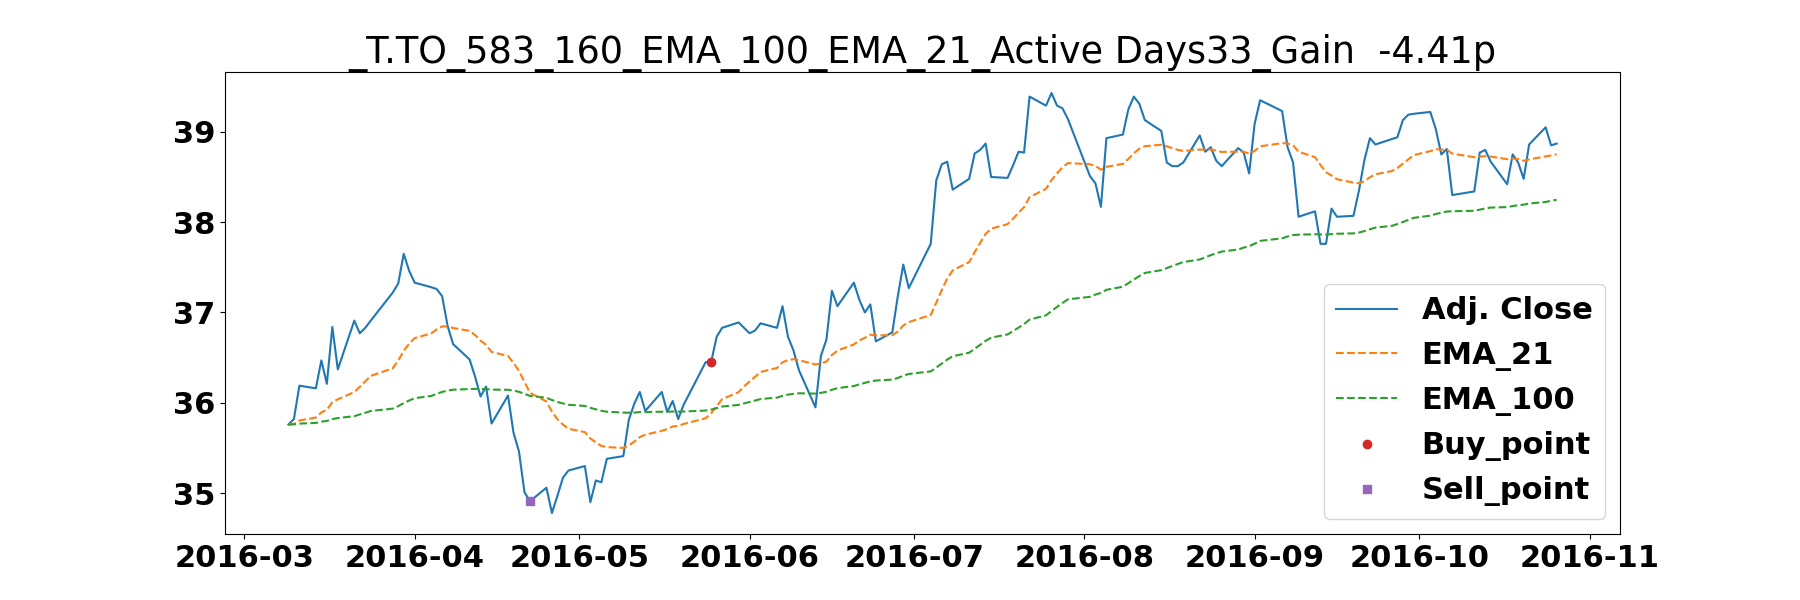 _T.TO_583_160_EMA_100_EMA_21_Active Days33_Gain  -4.41p
39
38
37
36
35
Adj. Close
EMA_21
EMA_100
Buy_point
Sell_point
2016-03 2016-04 2016-05 2016-06 2016-07 2016-08 2016-09 2016-10 2016-11